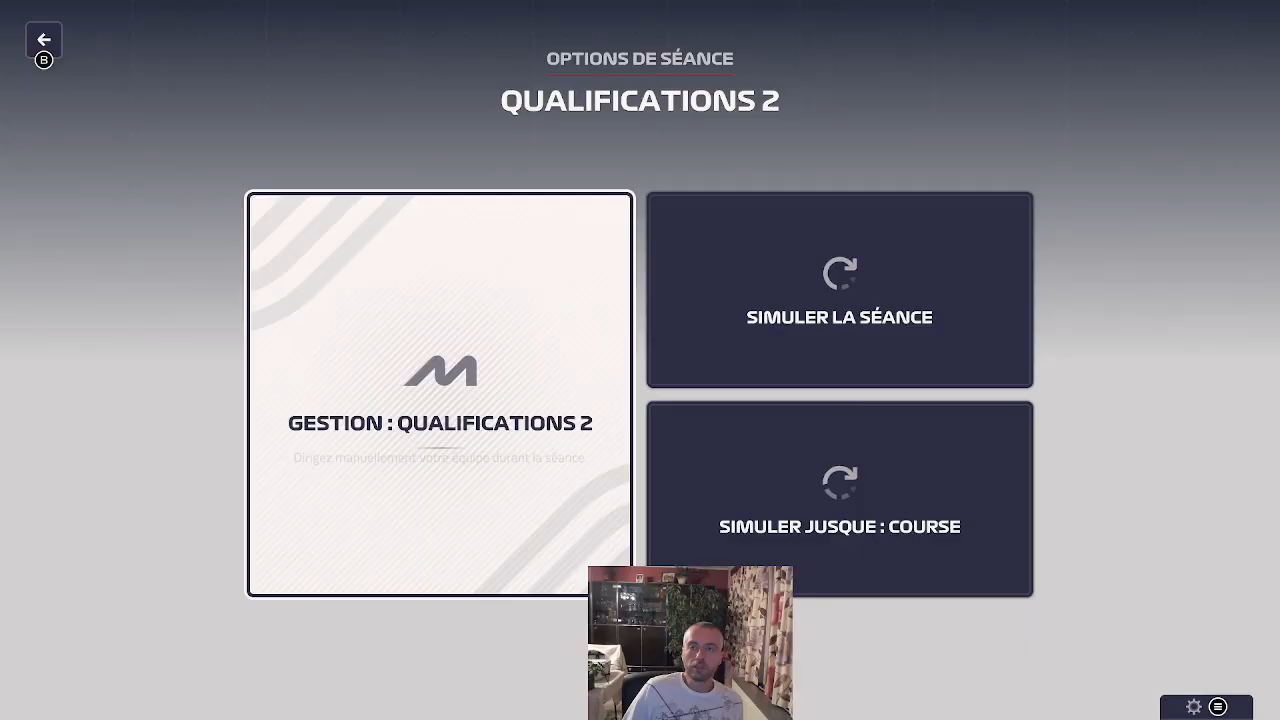 B
OPTIONS DE SÉANCE
QUALIFICATIONS 2
GESTION : QUALIFICATIONS 2
Dirigez manuellement votre équipe durant la séance.
SIMULER LA SÉANCE
SIMULER JUSQUE : COURSE